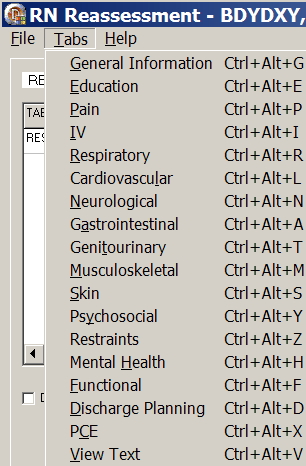 RN Reassessment - BDYDXY,
File Tabs Help
General Information Ctrl+Alt+G
Education Ctrl+Alt+E
Pain Ctrl+Alt+P
IV Ctrl+Alt+I
Respiratory Ctrl+Alt+R
Cardiovascular Ctrl+Alt+L
Neurological Ctrl+Alt+N
Gastrointestinal Ctrl+Alt+A
Genitourinary Ctrl+Alt+T
Musculoskeletal Ctrl+Alt+M
Skin Ctrl+Alt+S
Psychosocial Ctrl+Alt+Y
Restraints Ctrl+Alt+Z
Mental Health Ctrl+Alt+H
Functional Ctrl+Alt+F
Discharge Planning Ctrl+Alt+D
PCE Ctrl+Alt+X
View Text Ctrl+Alt+V
RE
TAB
RES